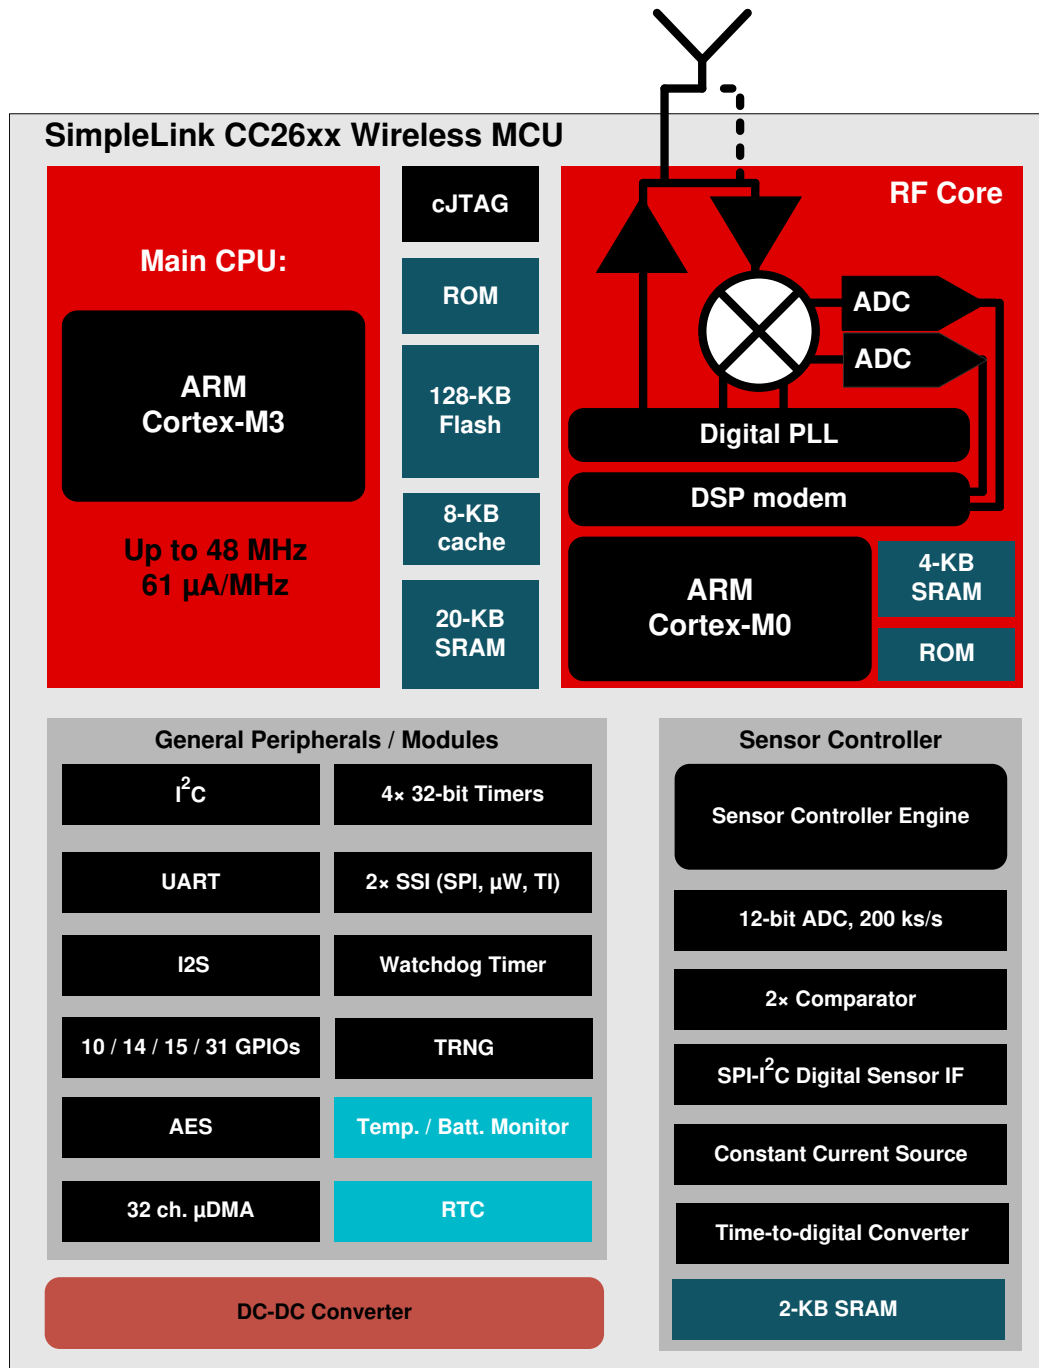 SimpleLink CC26xx Wireless MCU
Main CPU:
ARM
Cortex-M3
Up to 48 MHz
61 µA/MHz
cJTAG
ROM
128-KB
Flash
8-KB
cache
20-KB
SRAM
RF Core
ADC
ADC
Digital PLL
DSP modem
ARM
Cortex-M0
4-KB
SRAM
ROM
General Peripherals / Modules
I²C
4× 32-bit Timers
UART
2× SSI (SPI, µW, TI)
I2S
Watchdog Timer
10 / 14 / 15 / 31 GPIOs
TRNG
AES
Temp. / Batt. Monitor
32 ch. µDMA
RTC
DC-DC Converter
Sensor Controller
Sensor Controller Engine
12-bit ADC, 200 ks/s
2× Comparator
SPI-I²C Digital Sensor IF
Constant Current Source
Time-to-digital Converter
2-KB SRAM